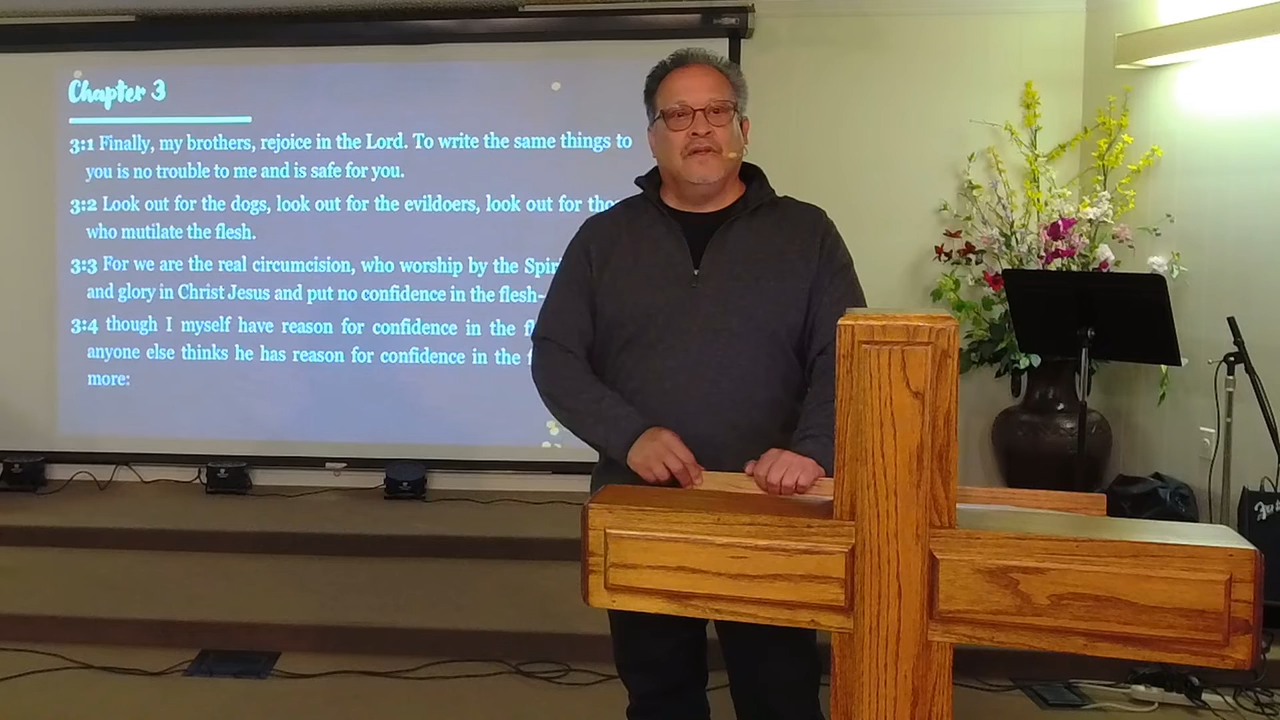 Chapter 3
3:1 Finally, my brothers, rejoice in the Lord. To write the same things to
you is no trouble to me and is safe for you.
3:2 Look out for the dogs, look out for the evildoers, look out for
who mutilate the flesh.
3:3 For we are the real circumcision, who worship by the
and glory in Christ Jesus and put no confidence in the flesh-
3:4 though I myself have reason for confidence in the
anyone else thinks he has reason for confidence in the
more: